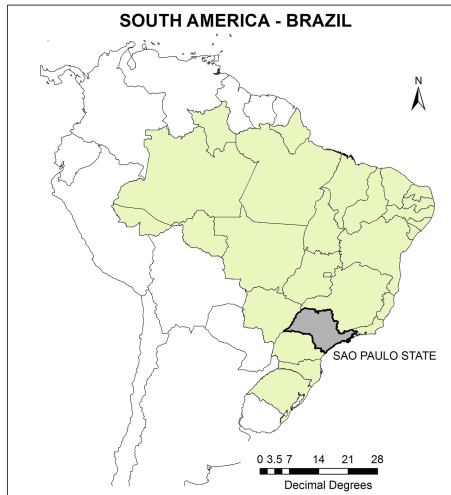 SOUTH AMERICA - BRAZIL
N
SAO PAULO STATE
0 3.5 7 14 21 28
Decimal Degrees